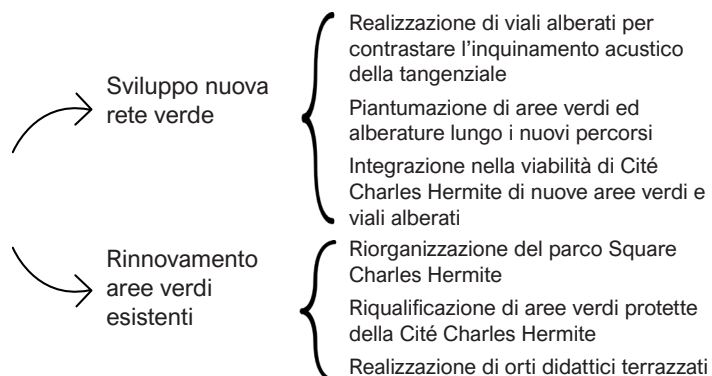 Sviluppo nuova
rete verde
Realizzazione di viali alberati per
contrastare l’inquinamento acustico
della tangenziale
Piantumazione di aree verdi ed
alberature lungo i nuovi percorsi
Integrazione nella viabilità di Cité
Charles Hermite di nuove aree verdi e
viali alberati
Rinnovamento
aree verdi
esistenti
Riorganizzazione del parco Square
Charles Hermite
Riqualificazione di aree verdi protette
della Cité Charles Hermite
Realizzazione di orti didattici terrazzati